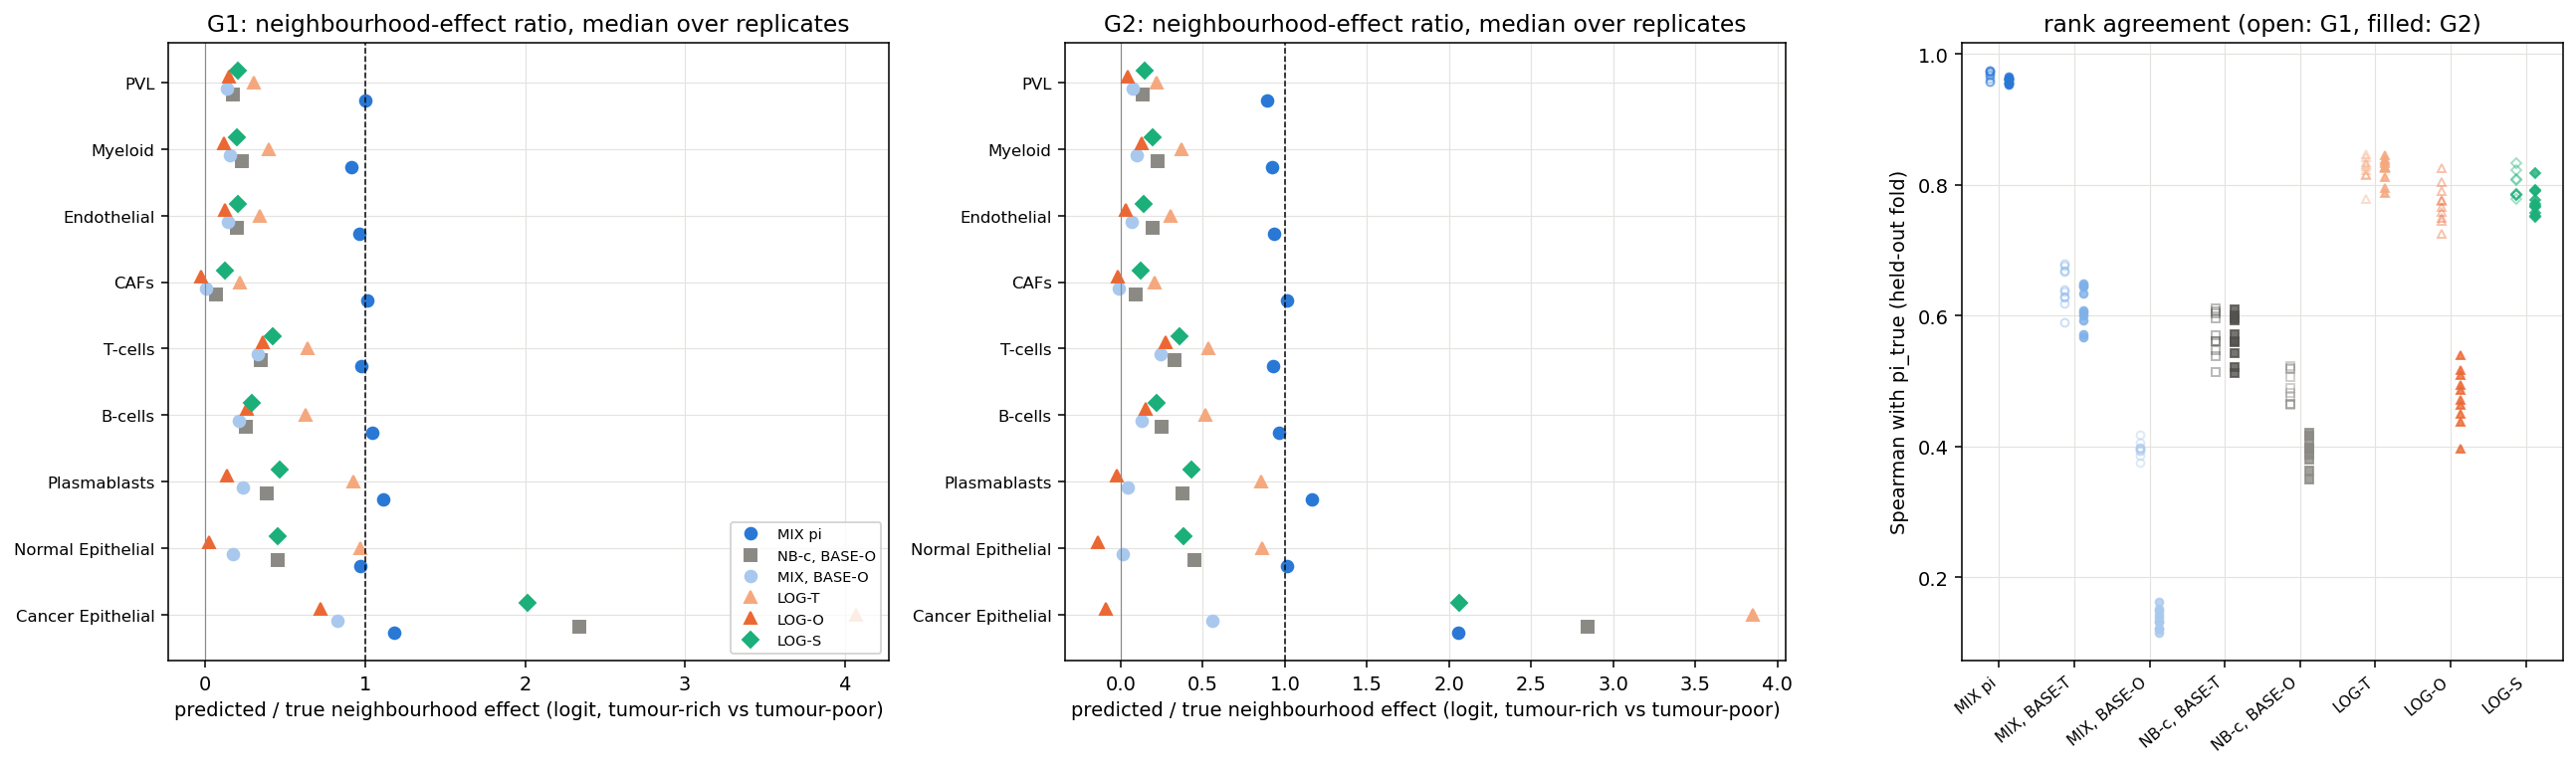 G1: neighbourhood-effect ratio, median over replicates
PVL
Myeloid
Endothelial
CAFs
T-cells
B-cells
Plasmablasts
Normal Epithelial
Cancer Epithelial
MIX pi
NB-c, BASE-O
MIX, BASE-O
LOG-T
LOG-O
LOG-S
0 1 2 3 4
predicted / true neighbourhood effect (logit, tumour-rich vs tumour-poor)
G2: neighbourhood-effect ratio, median over replicates
PVL
Myeloid
Endothelial
CAFs
T-cells
B-cells
Plasmablasts
Normal Epithelial
Cancer Epithelial
0.0 0.5 1.0 1.5 2.0 2.5 3.0 3.5 4.0
predicted / true neighbourhood effect (logit, tumour-rich vs tumour-poor)
rank agreement (open: G1, filled: G2)
Spearman with pi_true (held-out fold)
1.0
0.8
0.6
0.4
0.2
MIX pi
MIX, BASE-T
MIX, BASE-O
NB-c, BASE-T
NB-c, BASE-O
LOG-T
LOG-O
LOG-S